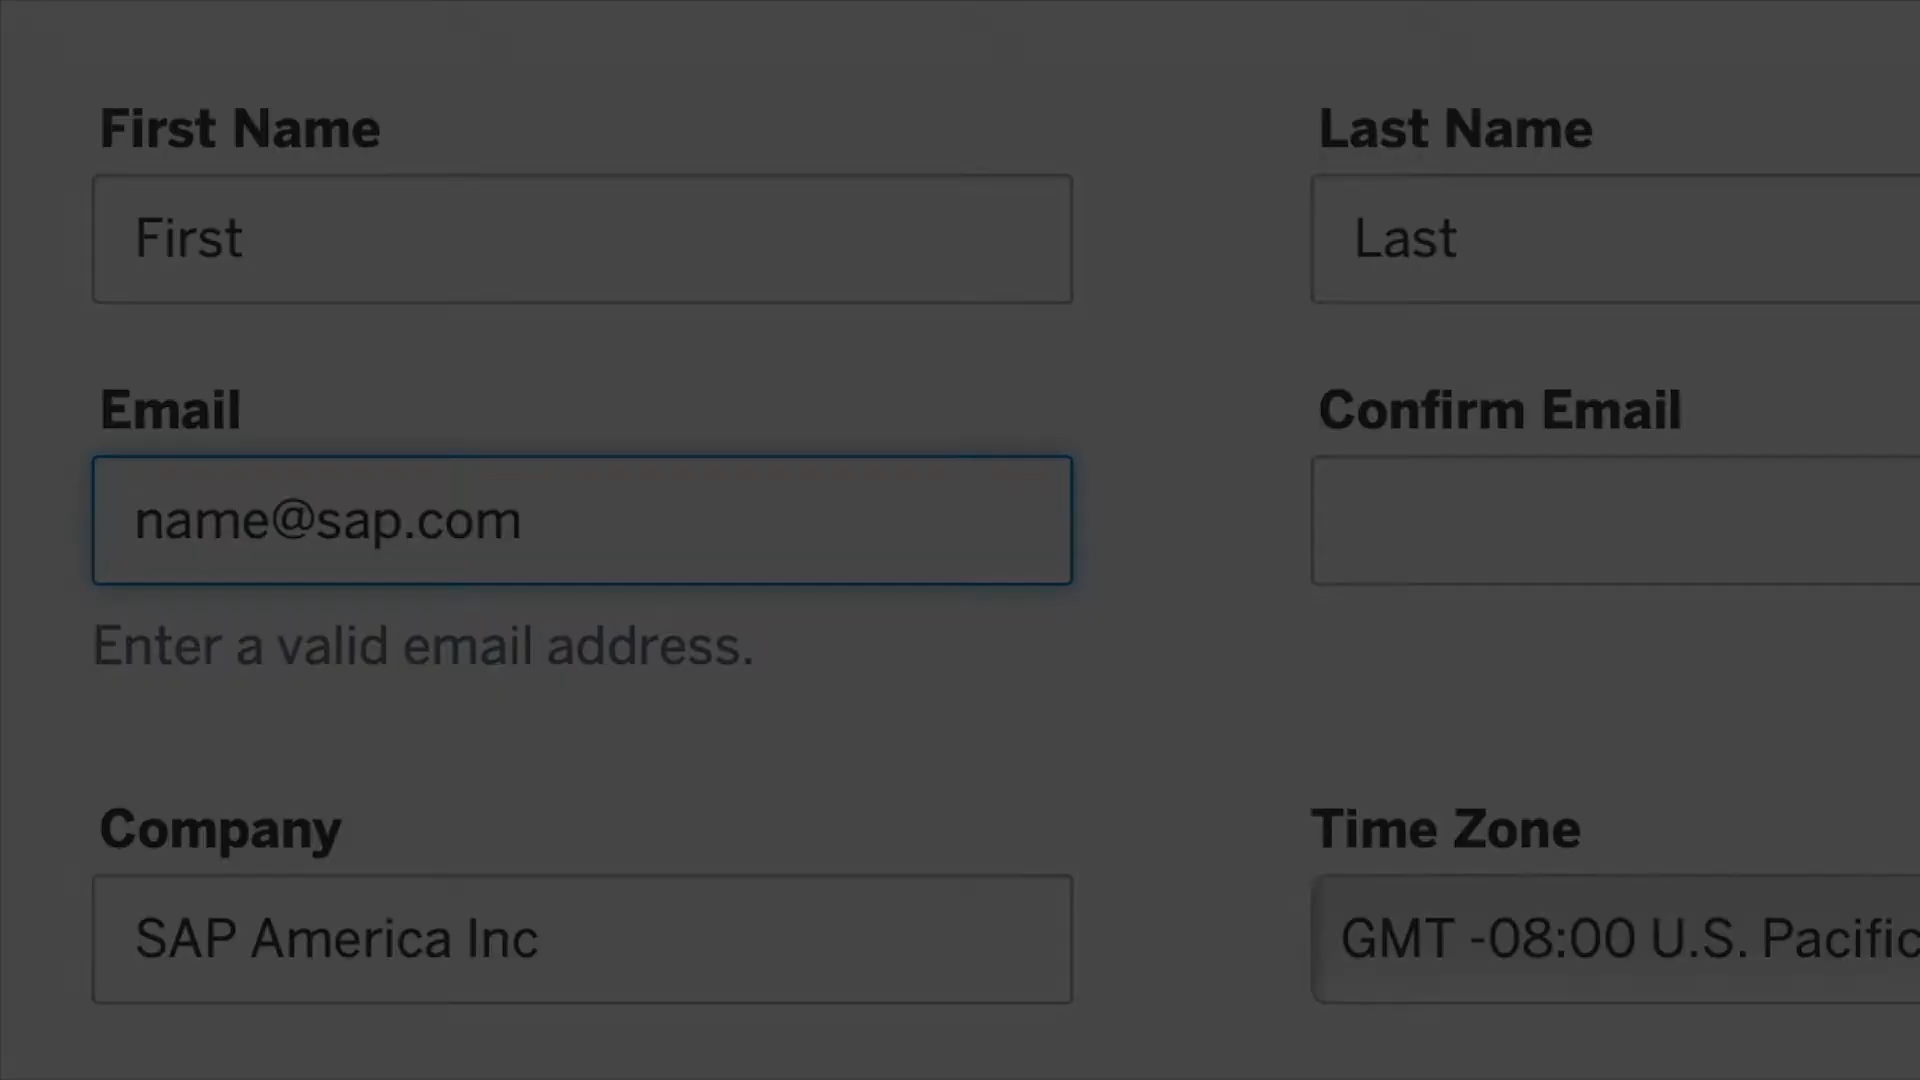 First Name
Last Name
First
Last
Email
Confirm Email
name@sap.com
Enter a valid email address.
Company
Time Zone
SAP America Inc
GMT -08:00 U.S. Pacific